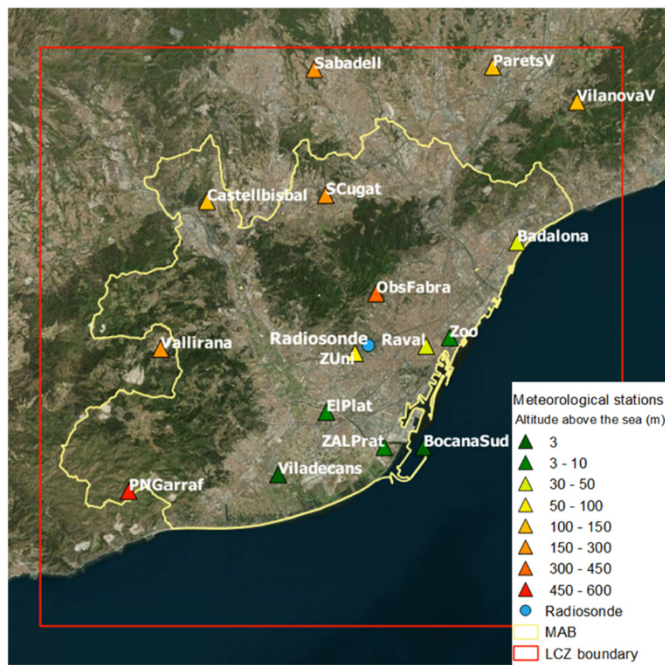 Sabadell
ParetsV
VilanovaV
Castellbisbal
SCugat
Badalona
ObsFabra
Vallirana
Radiosonde
Raval
Zoo
ZUni
ElPlat
ZALPrat
BocanaSud
Viladecans
PNGarraf
Meteorological stations
Altitude above the sea (m)
3
3 - 10
30 - 50
50 - 100
100 - 150
150 - 300
300 - 450
450 - 600
Radiosonde
MAB
LCZ boundary